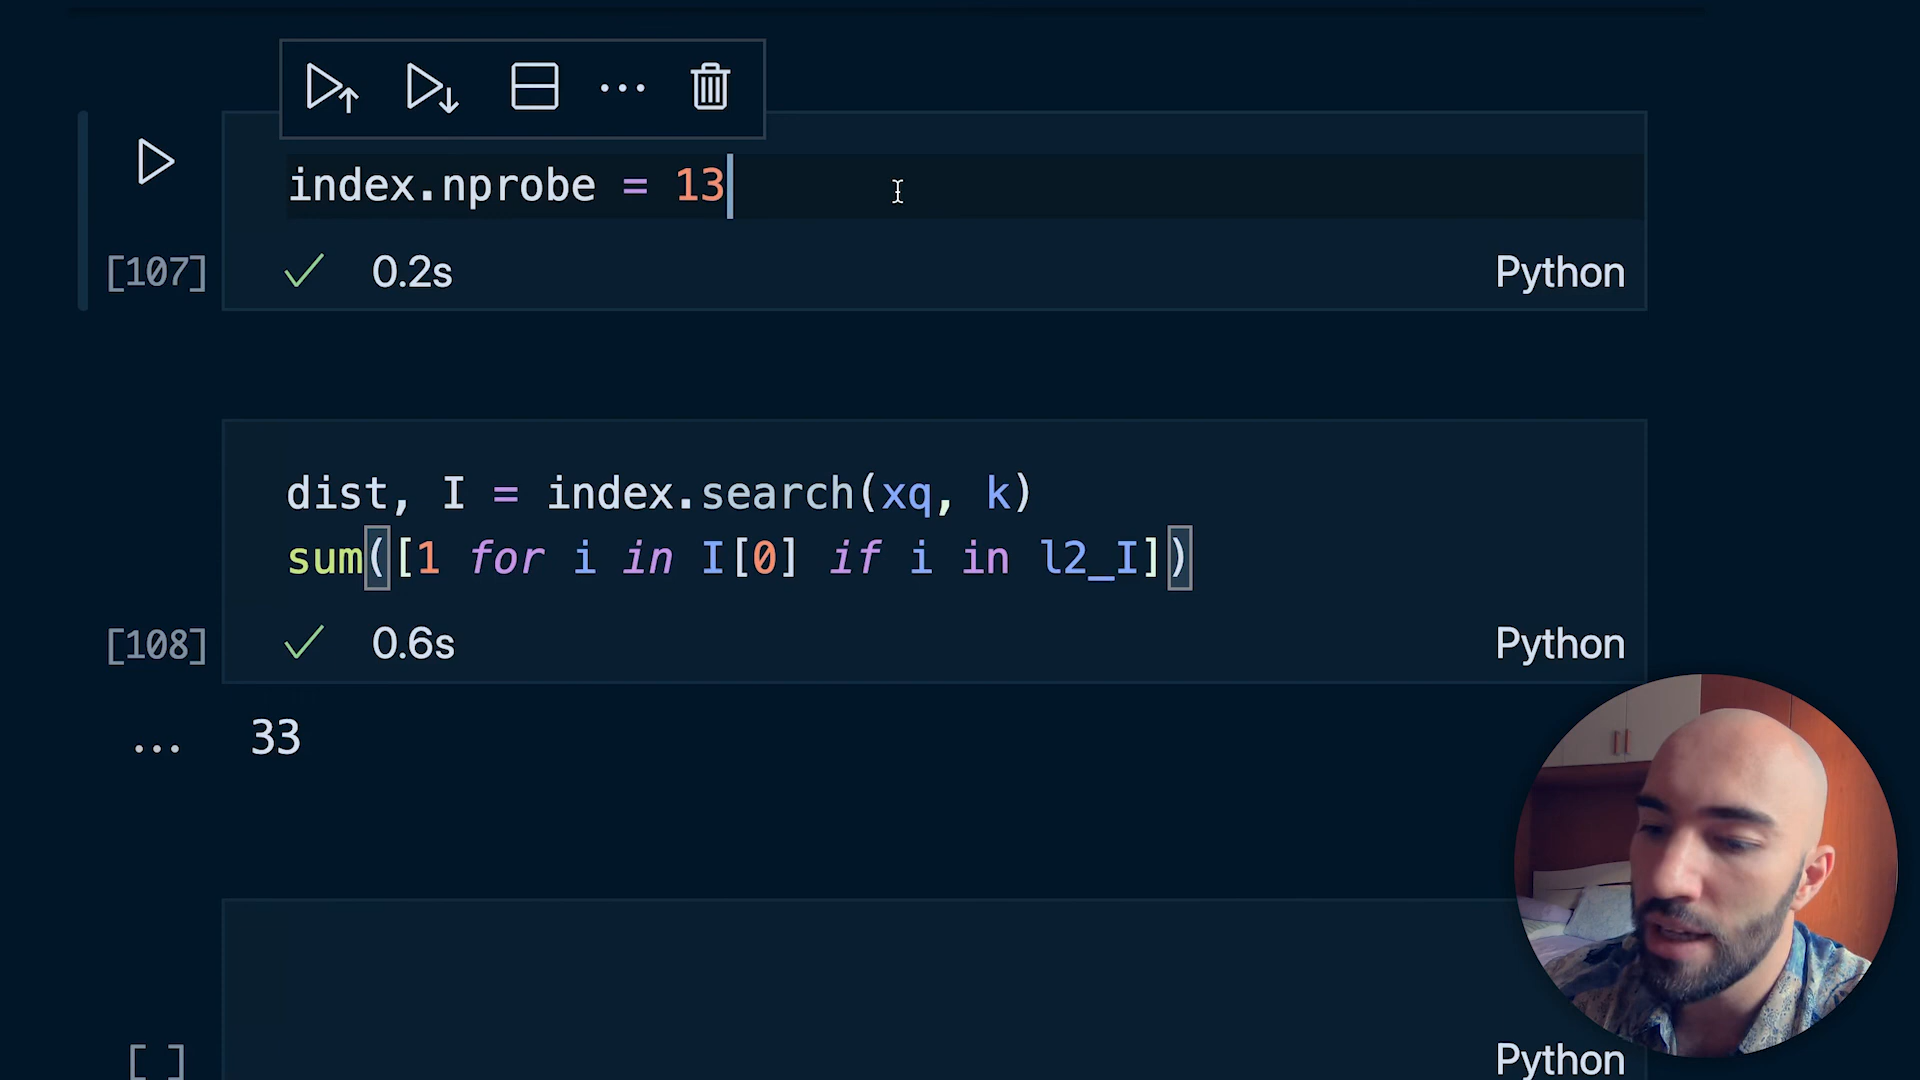 index.nprobe = 13
[107] 0.2s Python
dist, I = index.search(xq, k)
sum([1 for i in I[0] if i in l2_I])
[108] 0.6s Python
... 33
[ ] Python